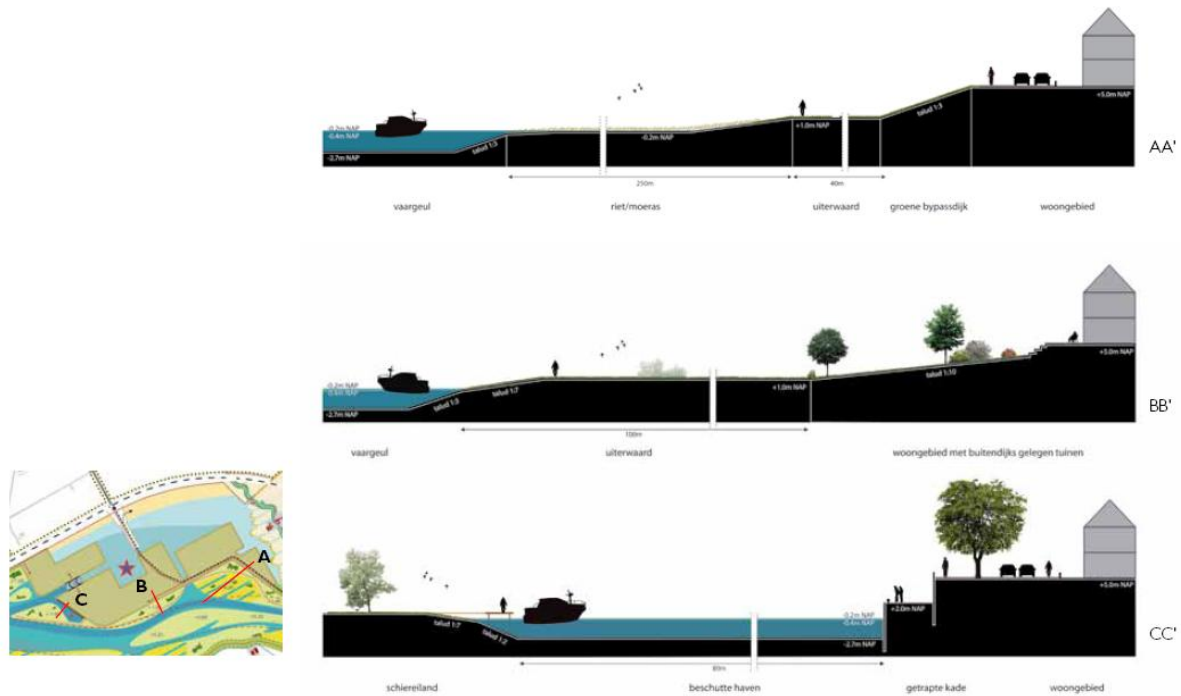 -0.2m NAP
-0.4m NAP
-2.7m NAP
talud 1:3
-0.2m NAP
+1.0m NAP
talud 1:3
+5.0m NAP
AA'
250m
40m
vaargeul
riet/moeras
uiterwaard
groene bypassdijk
woongebied
-0.2m NAP
-0.4m NAP
-2.7m NAP
talud 1:3
talud 1:7
+1.0m NAP
talud 1:10
+5.0m NAP
BB'
100m
vaargeul
uiterwaard
woongebied met buitendijks gelegen tuinen
A
B
C
talud 1:7
talud 1:2
-0.2m NAP
-0.4m NAP
-2.7m NAP
+2.0m NAP
+5.0m NAP
CC'
80m
schiereiland
beschutte haven
getrapte kade
woongebied